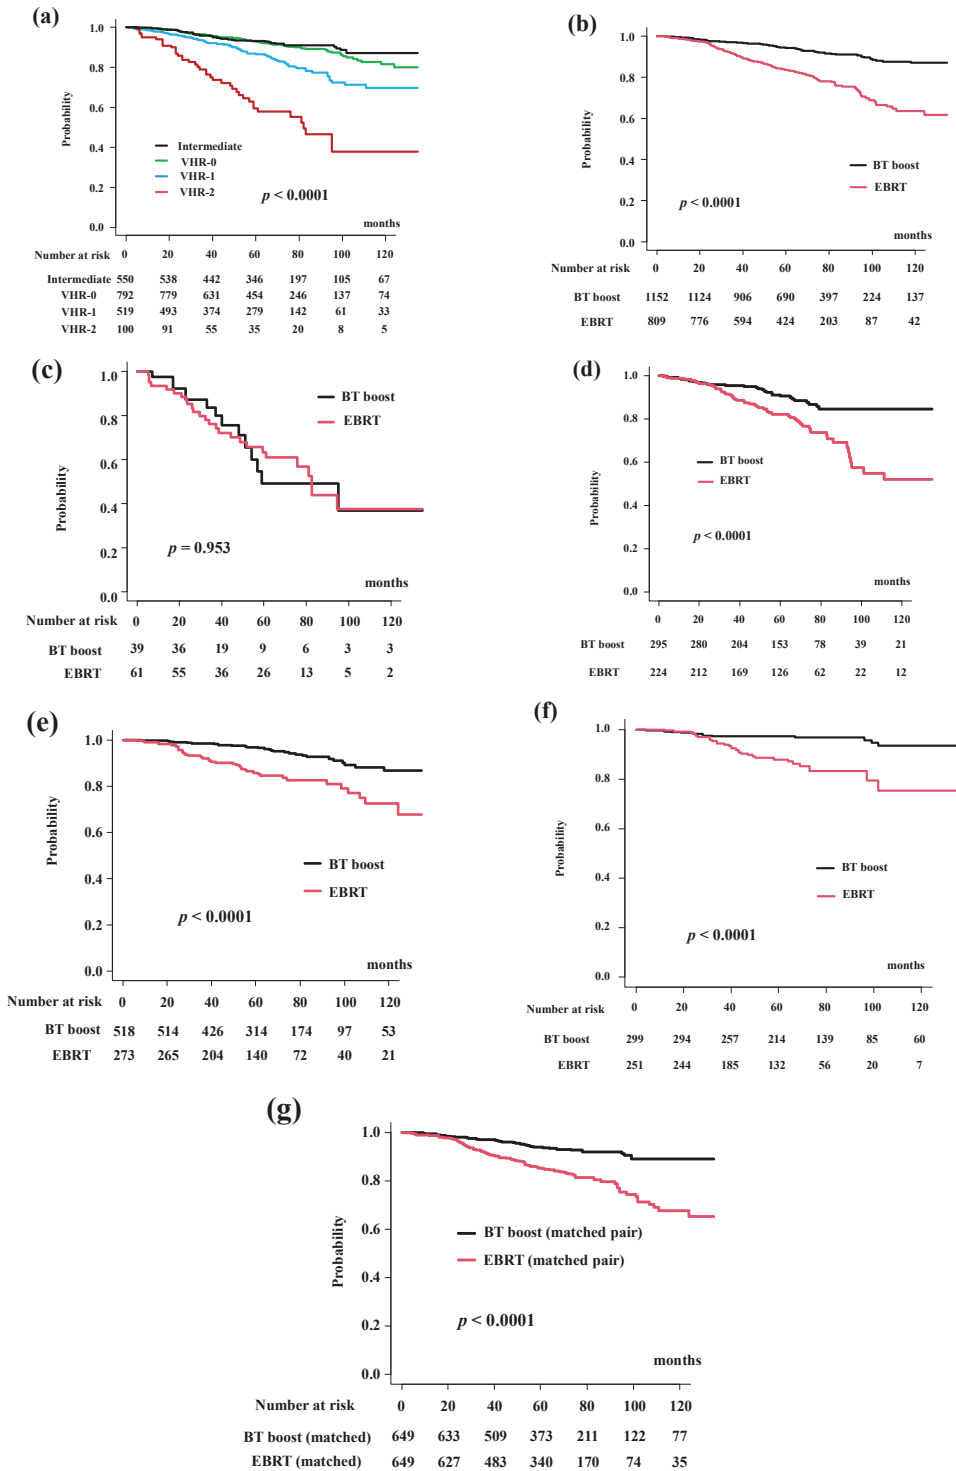 (a)
1.0
0.8
0.6
0.4
0.2
0.0
Probability
Intermediate
VHR-0
VHR-1
VHR-2
p < 0.0001
months
Number at risk 0 20 40 60 80 100 120
Intermediate 550 538 442 346 197 105 67
VHR-0 792 779 631 454 246 137 74
VHR-1 519 493 374 279 142 61 33
VHR-2 100 91 55 35 20 8 5
(b)
1.0
0.8
0.6
0.4
0.2
0.0
Probability
BT boost
EBRT
p < 0.0001
months
0 20 40 60 80 100 120
Number at risk
BT boost 1152 1124 906 690 397 224 137
EBRT 809 776 594 424 203 87 42
(c)
1.0
0.8
0.6
0.4
0.2
0.0
Probability
BT boost
EBRT
p = 0.953
months
Number at risk 0 20 40 60 80 100 120
BT boost 39 36 19 9 6 3 3
EBRT 61 55 36 26 13 5 2
(d)
1.0
0.8
0.6
0.4
0.2
0.0
Probability
BT boost
EBRT
p < 0.0001
months
0 20 40 60 80 100 120
BT boost 295 280 204 153 78 39 21
EBRT 224 212 169 126 62 22 12
(e)
1.0
0.8
0.6
0.4
0.2
0.0
Probability
BT boost
EBRT
p < 0.0001
months
Number at risk 0 20 40 60 80 100 120
BT boost 518 514 426 314 174 97 53
EBRT 273 265 204 140 72 40 21
(f)
1.0
0.8
0.6
0.4
0.2
0.0
Probability
BT boost
EBRT
p < 0.0001
months
Number at risk 0 20 40 60 80 100 120
BT boost 299 294 257 214 139 85 60
EBRT 251 244 185 132 56 20 7
(g)
1.0
0.8
0.6
0.4
0.2
0.0
Probability
BT boost (matched pair)
EBRT (matched pair)
p < 0.0001
months
Number at risk 0 20 40 60 80 100 120
BT boost (matched) 649 633 509 373 211 122 77
EBRT (matched) 649 627 483 340 170 74 35